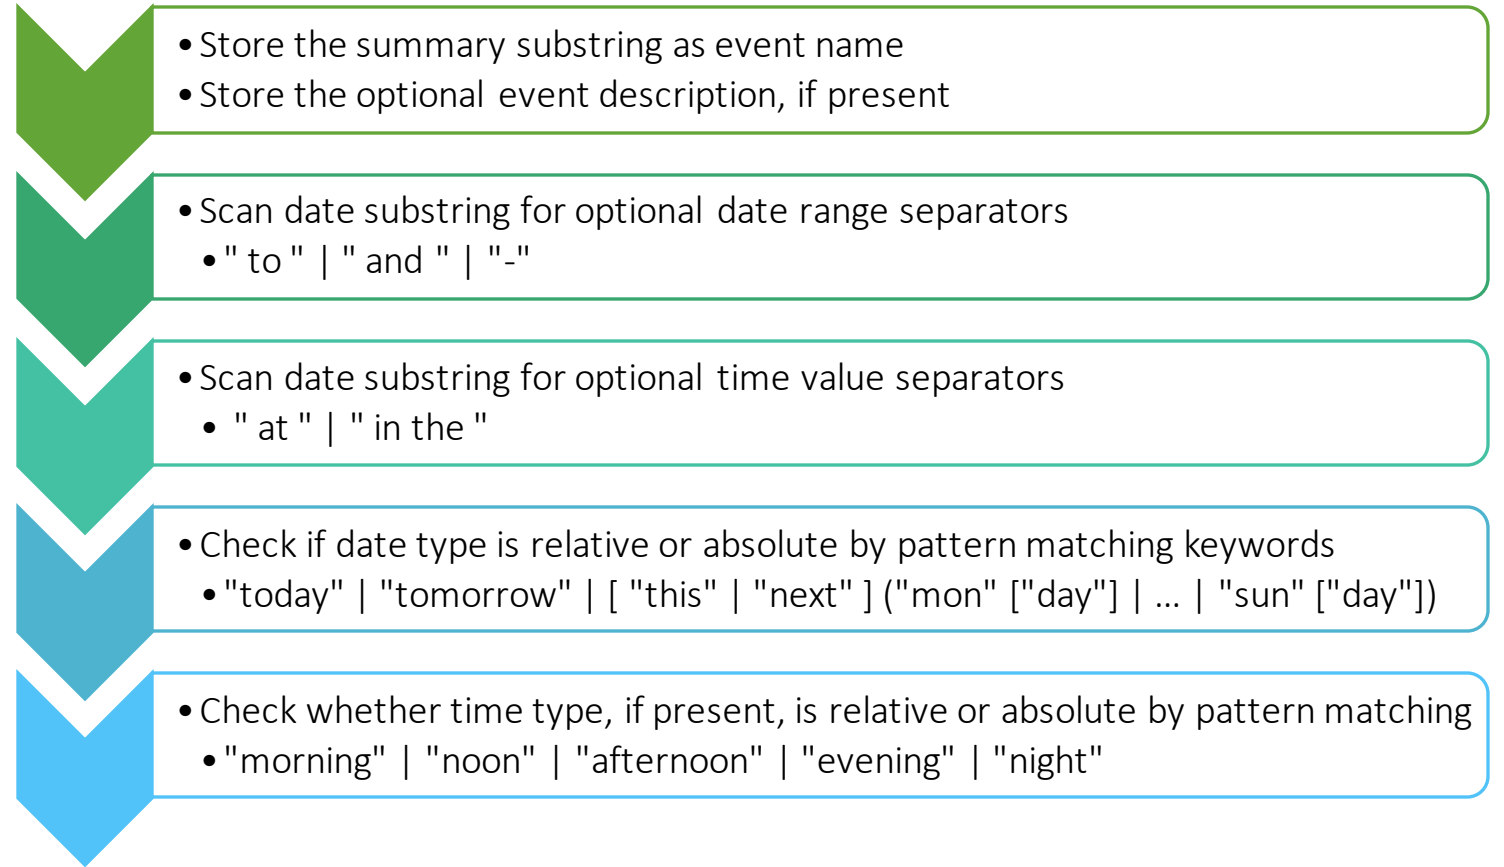 •Store the summary substring as event name
•Store the optional event description, if present
•Scan date substring for optional date range separators
•" to " | " and " | "-"
•Scan date substring for optional time value separators
• " at " | " in the "
•Check if date type is relative or absolute by pattern matching keywords
•"today" | "tomorrow" | [ "this" | "next" ] ("mon" ["day"] | ... | "sun" ["day"])
•Check whether time type, if present, is relative or absolute by pattern matching
•"morning" | "noon" | "afternoon" | "evening" | "night"